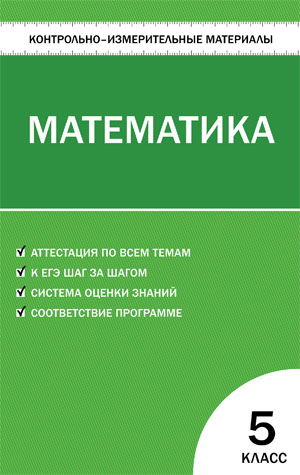 КОНТРОЛЬНО–ИЗМЕРИТЕЛЬНЫЕ МАТЕРИАЛЫ
МАТЕМАТИКА
АТТЕСТАЦИЯ ПО ВСЕМ ТЕМАМ
К ЕГЭ ШАГ ЗА ШАГОМ
СИСТЕМА ОЦЕНКИ ЗНАНИЙ
СООТВЕТСТВИЕ ПРОГРАММЕ
5
КЛАСС